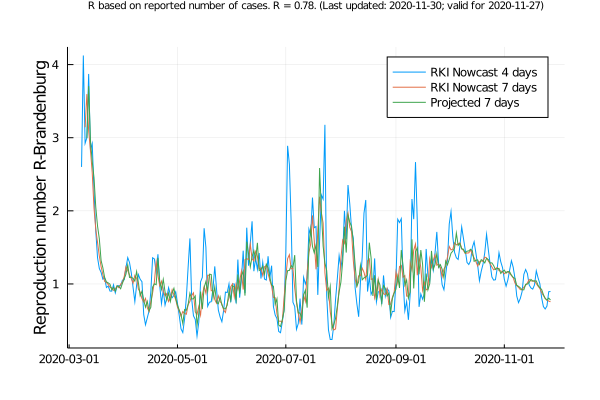 R based on reported number of cases. R = 0.78. (Last updated: 2020-11-30; valid for 2020-11-27)
Reproduction number R-Brandenburg
4
3
2
1
RKI Nowcast 4 days
RKI Nowcast 7 days
Projected 7 days
2020-03-01
2020-05-01
2020-07-01
2020-09-01
2020-11-01